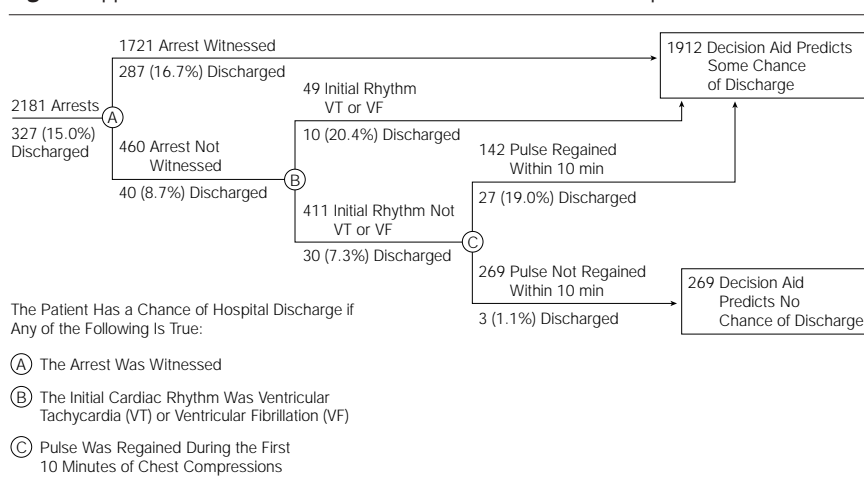 1721 Arrest Witnessed
287 (16.7%) Discharged
1912 Decision Aid Predicts
Some Chance
of Discharge
49 Initial Rhythm
VT or VF
10 (20.4%) Discharged
2181 Arrests
A
327 (15.0%)
Discharged
460 Arrest Not
Witnessed
40 (8.7%) Discharged
B
142 Pulse Regained
Within 10 min
27 (19.0%) Discharged
411 Initial Rhythm Not
VT or VF
30 (7.3%) Discharged
C
269 Pulse Not Regained
Within 10 min
3 (1.1%) Discharged
269 Decision Aid
Predicts No
Chance of Discharge
The Patient Has a Chance of Hospital Discharge if
Any of the Following Is True:
A The Arrest Was Witnessed
B The Initial Cardiac Rhythm Was Ventricular
Tachycardia (VT) or Ventricular Fibrillation (VF)
C Pulse Was Regained During the First
10 Minutes of Chest Compressions